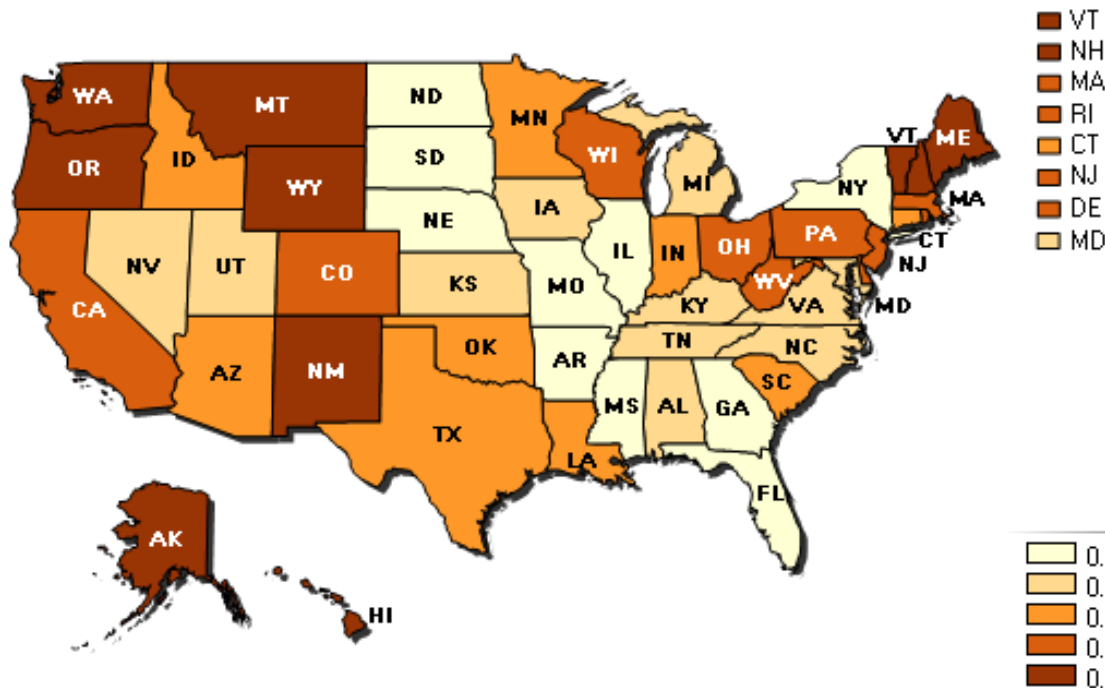 VT
NH
MA
RI
CT
NJ
DE
MD
WA
MT
ND
MN
VT
ME
OR
ID
SD
WI
MI
NY
MA
WY
NE
IA
CT
NV
UT
CO
KS
IL
IN
OH
PA
NJ
CA
MO
WV
KY
VA
MD
AZ
NM
OK
AR
TN
NC
TX
LA
MS
AL
GA
SC
FL
AK
HI
0.
0.
0.
0.
0.